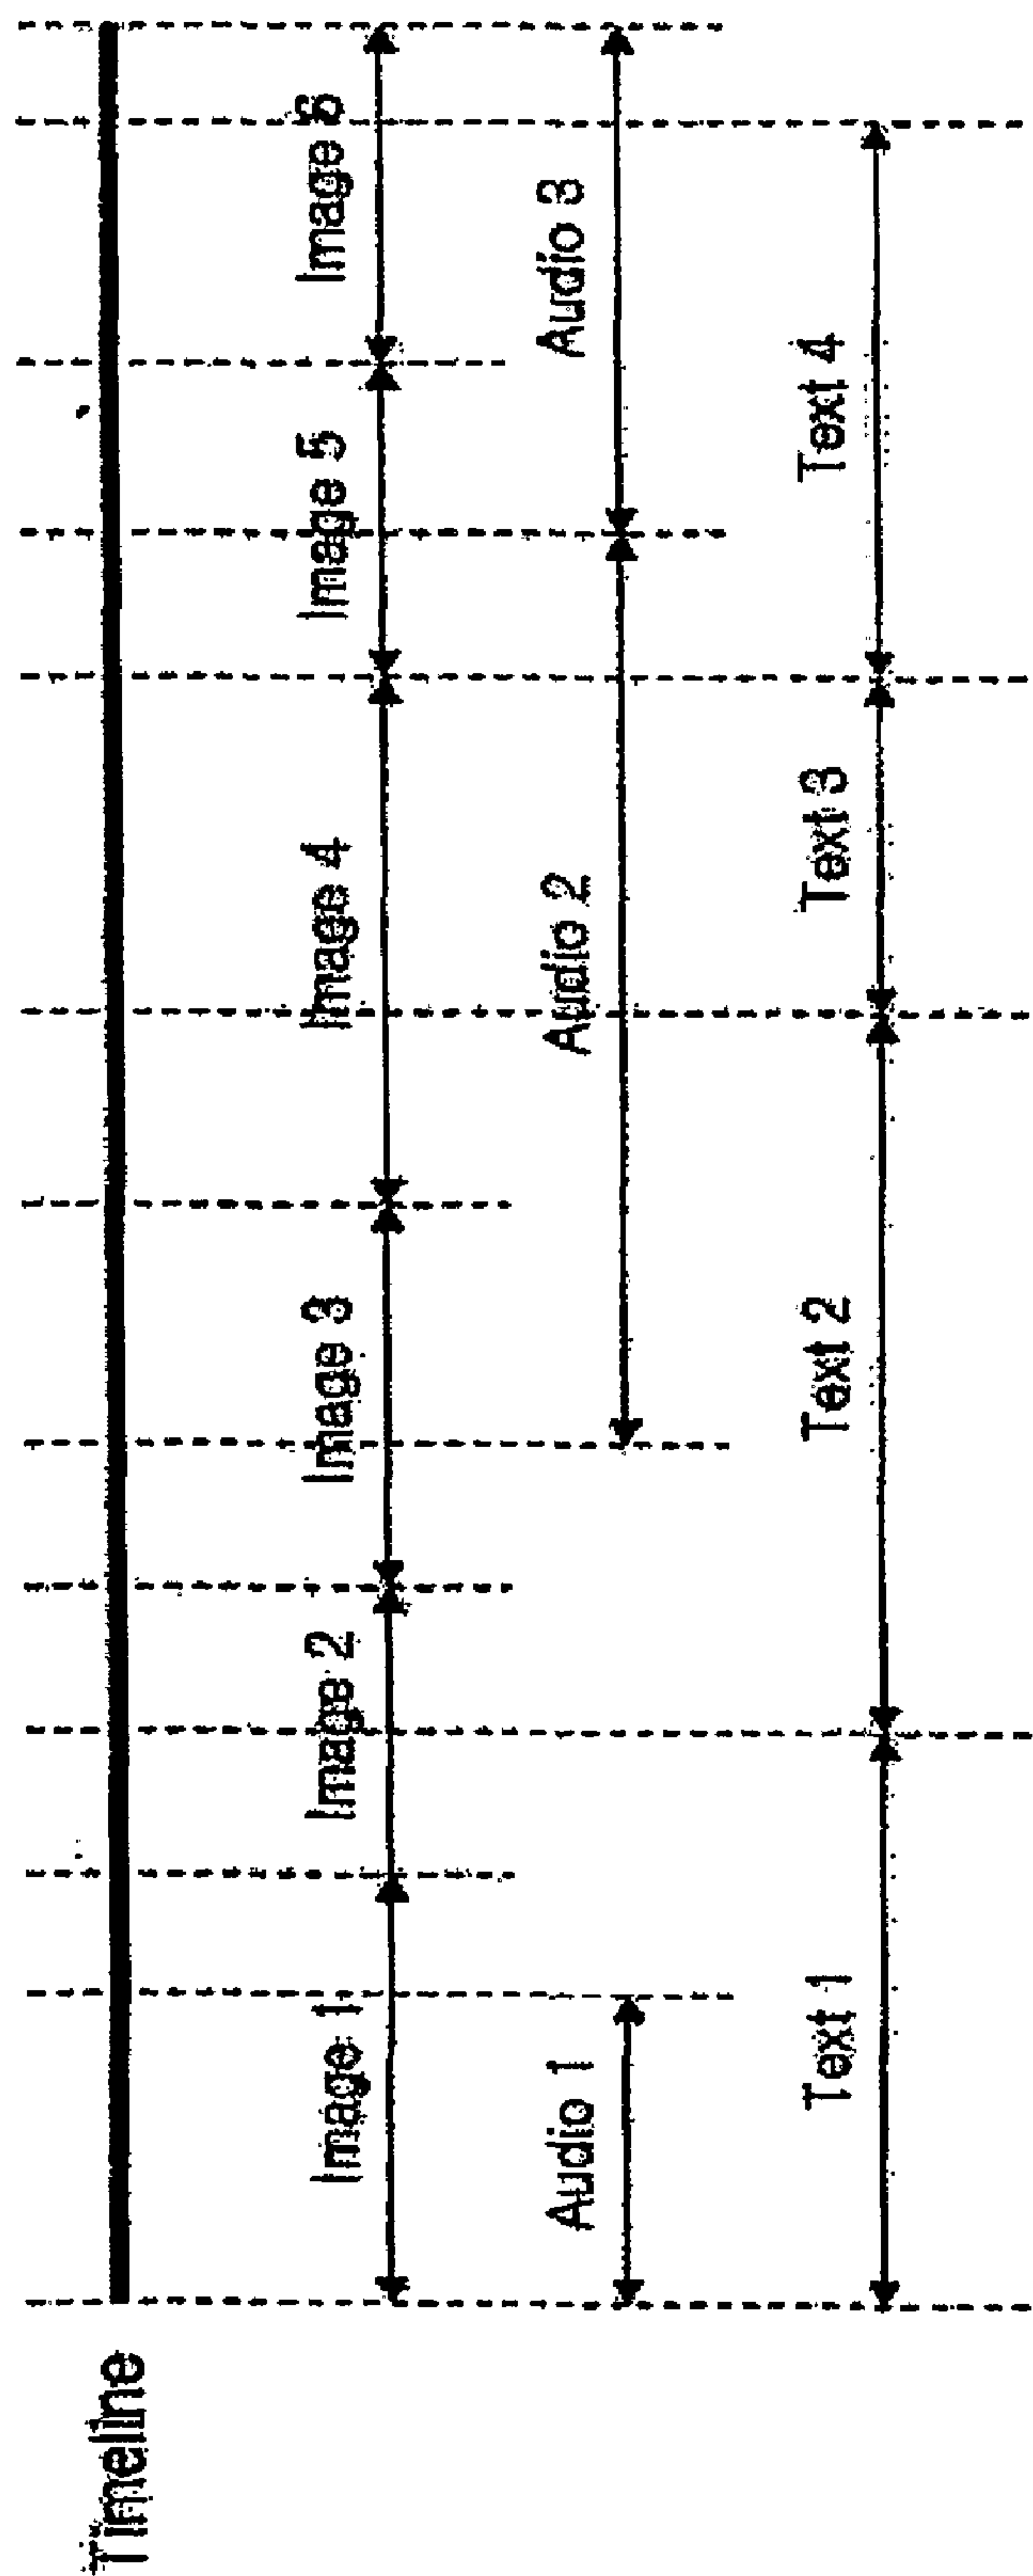 Timeline
Image 1
Image 2
Image 3
Image 4
Image 5
Image 6
Audio 1
Audio 2
Audio 3
Text 1
Text 2
Text 3
Text 4